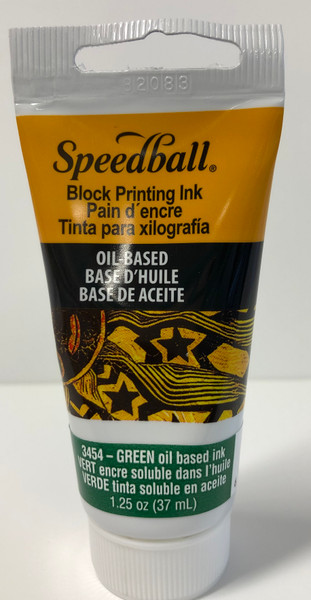 82083
Speedball®
Block Printing Ink
Pain d'encre
Tinta para xilografía
OIL-BASED
BASE D'HUILE
BASE DE ACEITE
3454 – GREEN oil based ink
VERT encre soluble dans l'huile
VERDE tinta soluble en aceite
1.25 oz (37 mL)